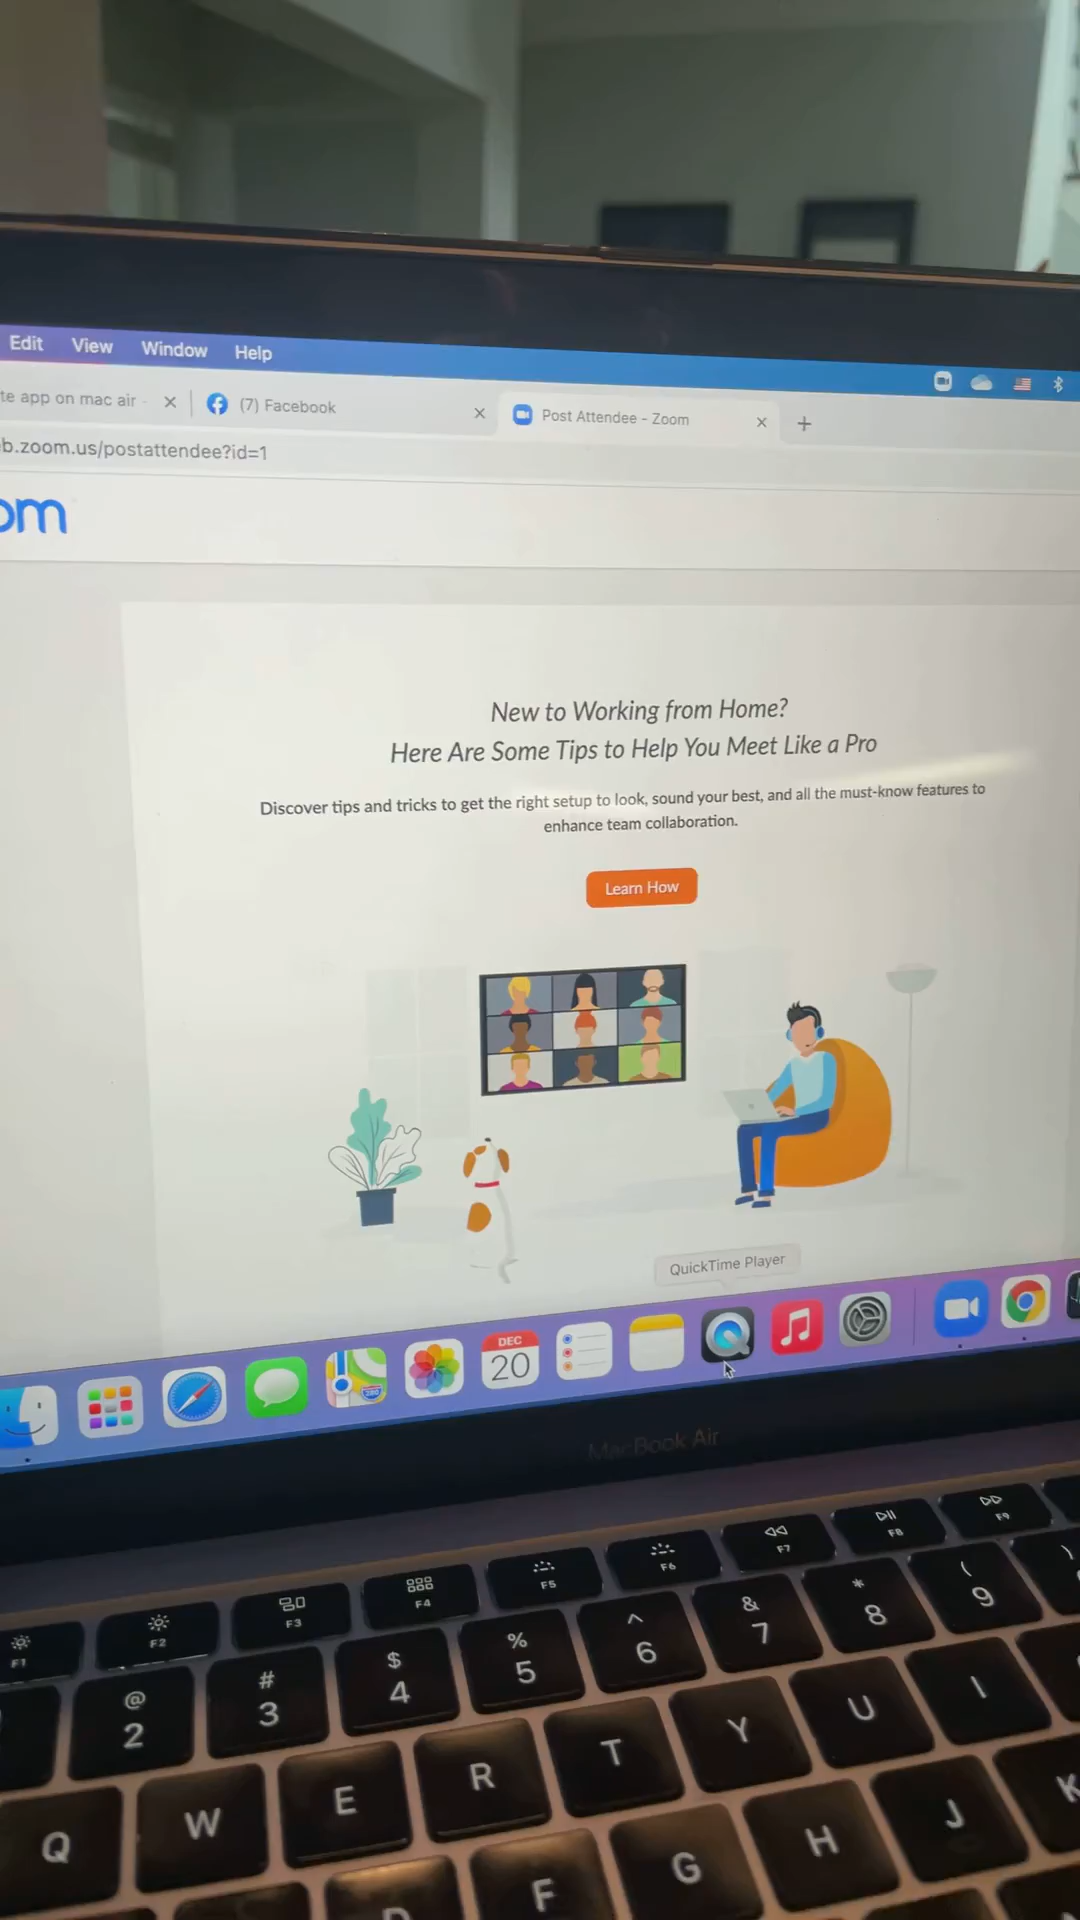 Edit View Window Help
te app on mac air
(7) Facebook
Post Attendee - Zoom
b.zoom.us/postattendee?id=1
om
New to Working from Home?
Here Are Some Tips to Help You Meet Like a Pro
Discover tips and tricks to get the right setup to look, sound your best, and all the must-know features to
enhance team collaboration.
Learn How
QuickTime Player
DEC
20
280
MacBook Air
F1 F2 F3 F4 F5 F6 F7 F8 F9
@ # $ % ^ & * ( )
2 3 4 5 6 7 8 9
Q W E R T Y U I
D F G H J K